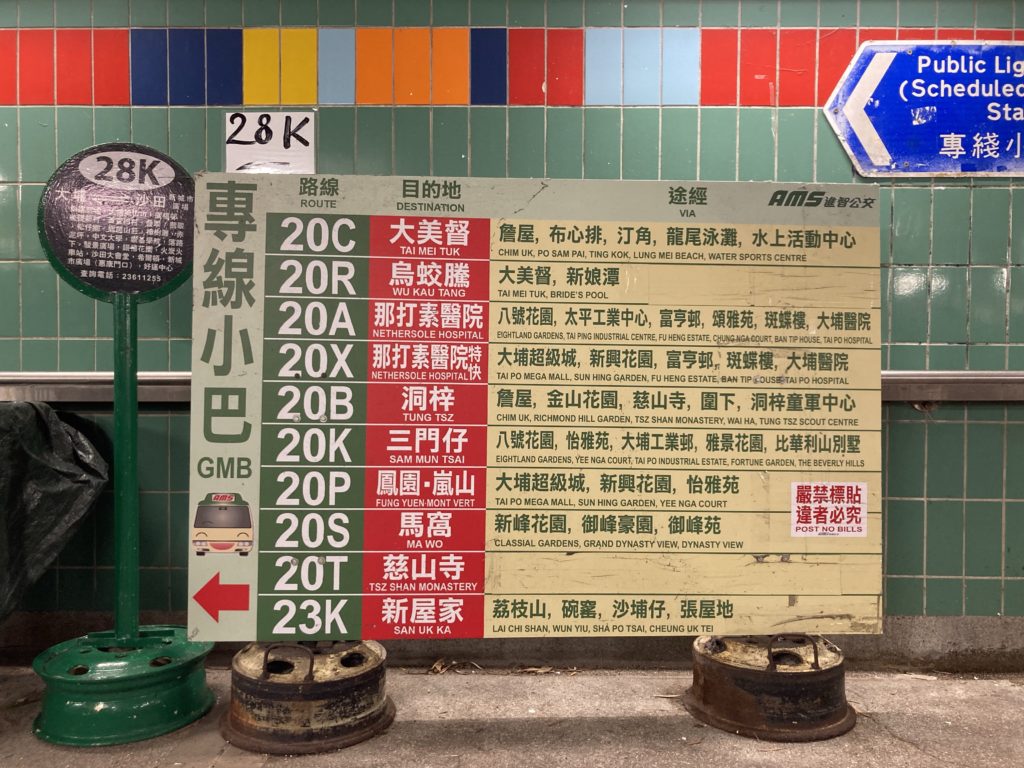 Public Lig
(Scheduled
Sta
專綫小
28K
28K
大埔
沙田
馬城市
廣場
查詢電話：23611255
專線小巴
GMB
AMS
路線
ROUTE
目的地
DESTINATION
途經
VIA
AMS 進智公交
20C 大美督 詹屋, 布心排, 汀角, 龍尾泳灘, 水上活動中心
TAI MEI TUK CHIM UK, PO SAM PAI, TING KOK, LUNG MEI BEACH, WATER SPORTS CENTRE
20R 烏蛟騰 大美督, 新娘潭
WU KAU TANG TAI MEI TUK, BRIDE'S POOL
20A 那打素醫院 八號花園, 太平工業中心, 富亨邨, 頌雅苑, 斑蝶樓, 大埔醫院
NETHERSOLE HOSPITAL EIGHTLAND GARDENS, TAI PING INDUSTRIAL CENTRE, FU HENG ESTATE, CHUNG NGA COURT, BAN TIP HOUSE, TAI PO HOSPITAL
20X 那打素醫院特快 大埔超級城, 新興花園, 富亨邨, 斑蝶樓, 大埔醫院
NETHERSOLE HOSPITAL TAI PO MEGA MALL, SUN HING GARDEN, FU HENG ESTATE, BAN TIP HOUSE, TAI PO HOSPITAL
20B 洞梓 詹屋, 金山花園, 慈山寺, 圍下, 洞梓童軍中心
TUNG TSZ CHIM UK, RICHMOND HILL GARDEN, TSZ SHAN MONASTERY, WAI HA, TUNG TSZ SCOUT CENTRE
20K 三門仔 八號花園, 怡雅苑, 大埔工業邨, 雅景花園, 比華利山別墅
SAM MUN TSAI EIGHTLAND GARDENS, YEE NGA COURT, TAI PO INDUSTRIAL ESTATE, FORTUNE GARDEN, THE BEVERLY HILLS
20P 鳳園·嵐山 大埔超級城, 新興花園, 怡雅苑
FUNG YUEN·MONT VERT TAI PO MEGA MALL, SUN HING GARDEN, YEE NGA COURT
20S 馬窩 新峰花園, 御峰豪園, 御峰苑
MA WO CLASSIAL GARDENS, GRAND DYNASTY VIEW, DYNASTY VIEW
20T 慈山寺
TSZ SHAN MONASTERY
23K 新屋家 荔枝山, 碗窰, 沙埔仔, 張屋地
SAN UK KA LAI CHI SHAN, WUN YIU, SHA PO TSAI, CHEUNG UK TEI
嚴禁標貼
違者必究
POST NO BILLS